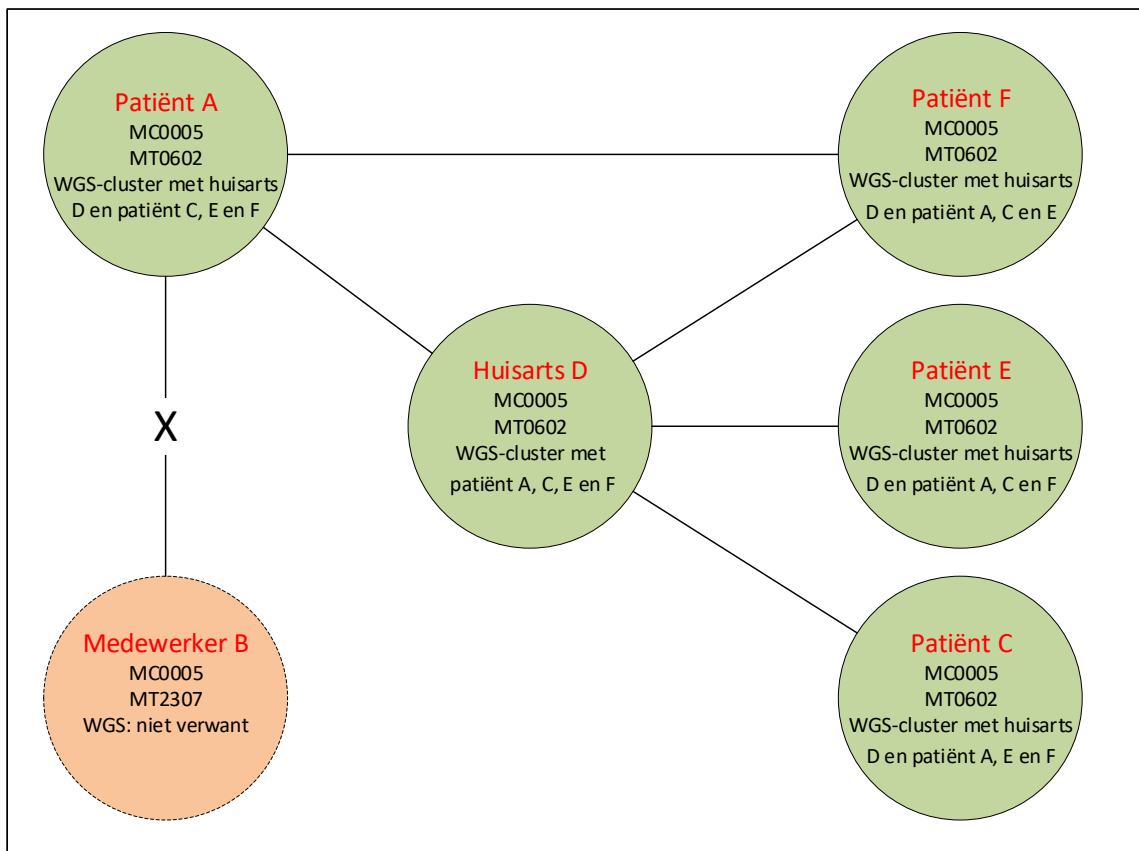 Patiënt A
MC0005
MT0602
WGS-cluster met huisarts
D en patiënt C, E en F
Patiënt F
MC0005
MT0602
WGS-cluster met huisarts
D en patiënt A, C en E
X
Huisarts D
MC0005
MT0602
WGS-cluster met
patiënt A, C, E en F
Patiënt E
MC0005
MT0602
WGS-cluster met huisarts
D en patiënt A, C en F
Medewerker B
MC0005
MT2307
WGS: niet verwant
Patiënt C
MC0005
MT0602
WGS-cluster met huisarts
D en patiënt A, E en F